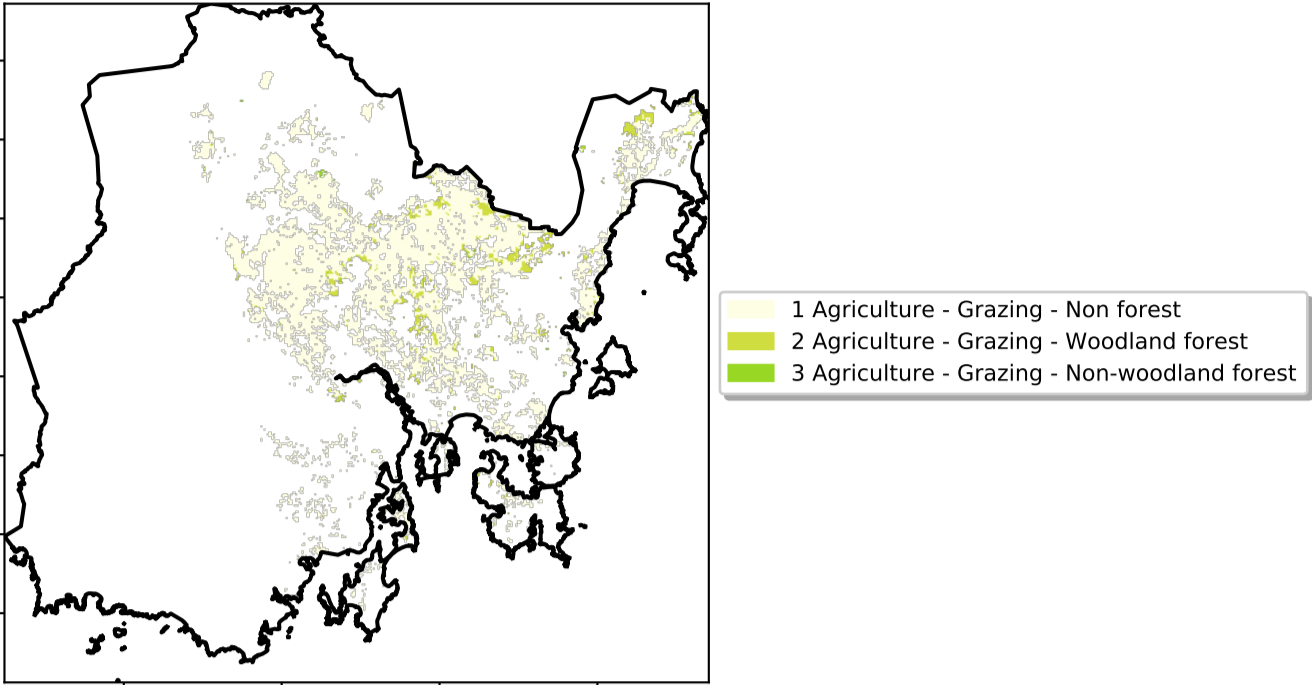 1 Agriculture - Grazing - Non forest
2 Agriculture - Grazing - Woodland forest
3 Agriculture - Grazing - Non-woodland forest